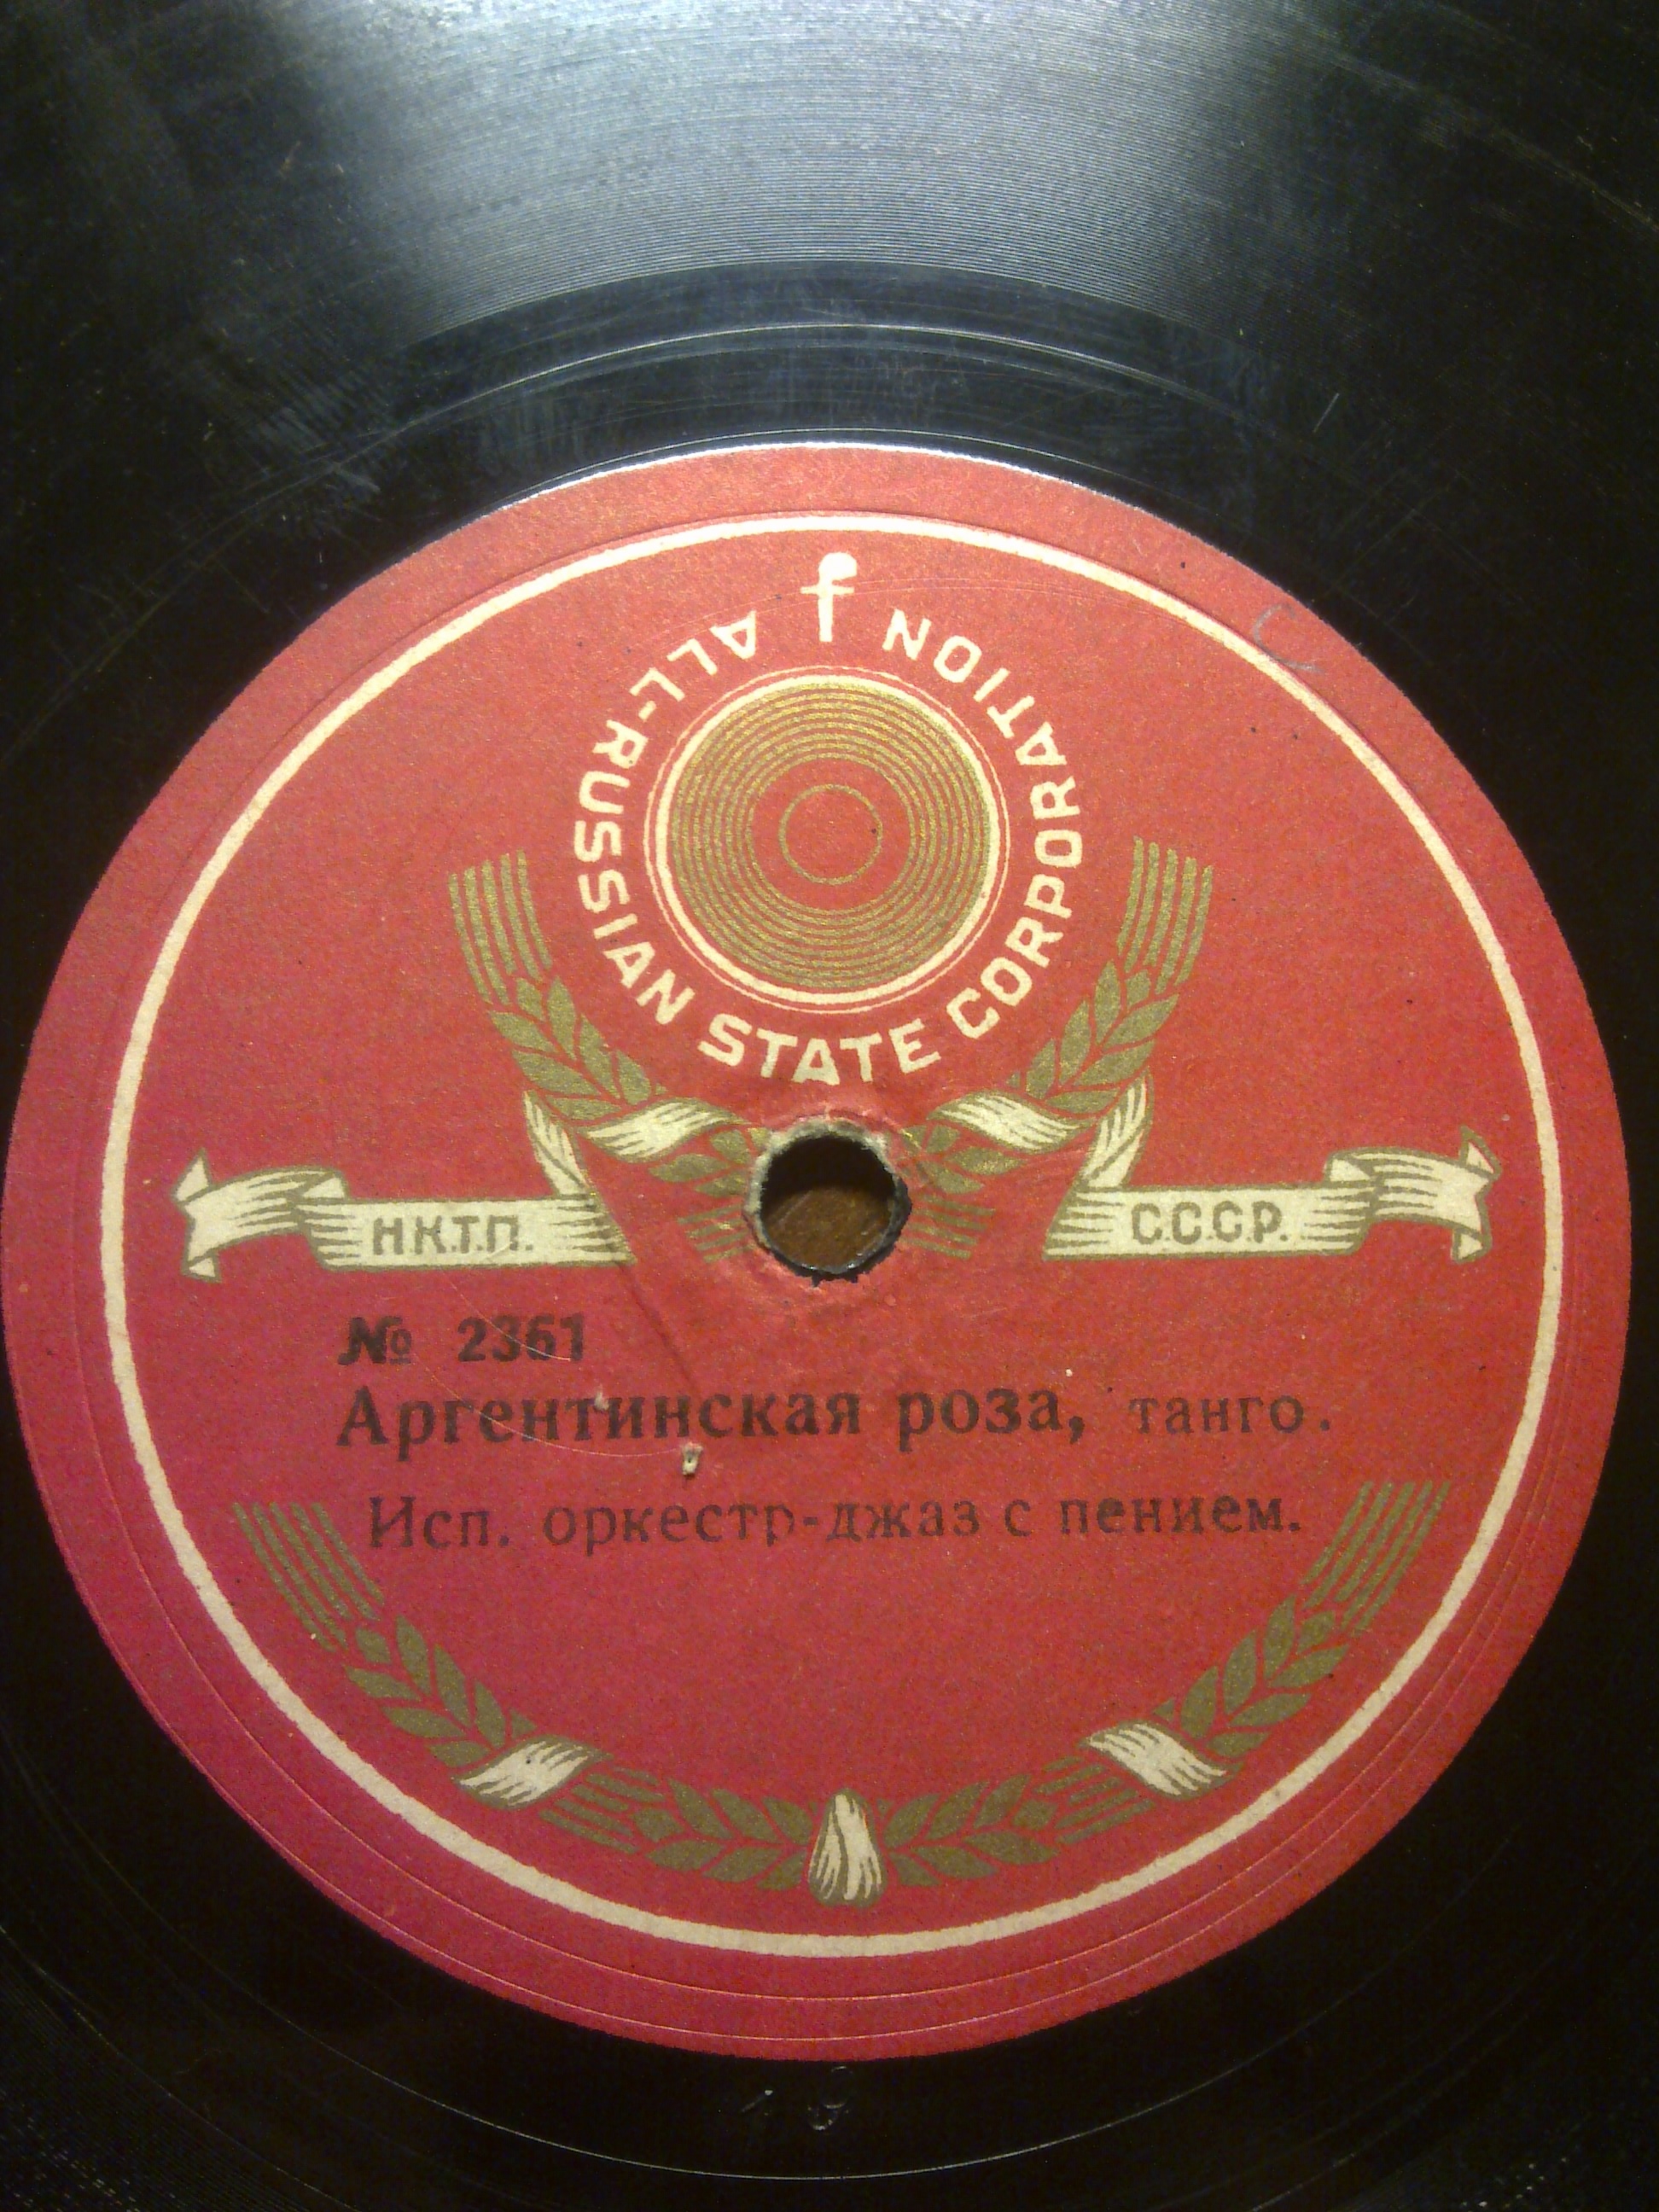 ALL-RUSSIAN STATE CORPORATION
Н.К.Т.П. С.С.С.Р.
№ 2361
Аргентинская роза, танго.
Исп. оркестр-джаз с пением.